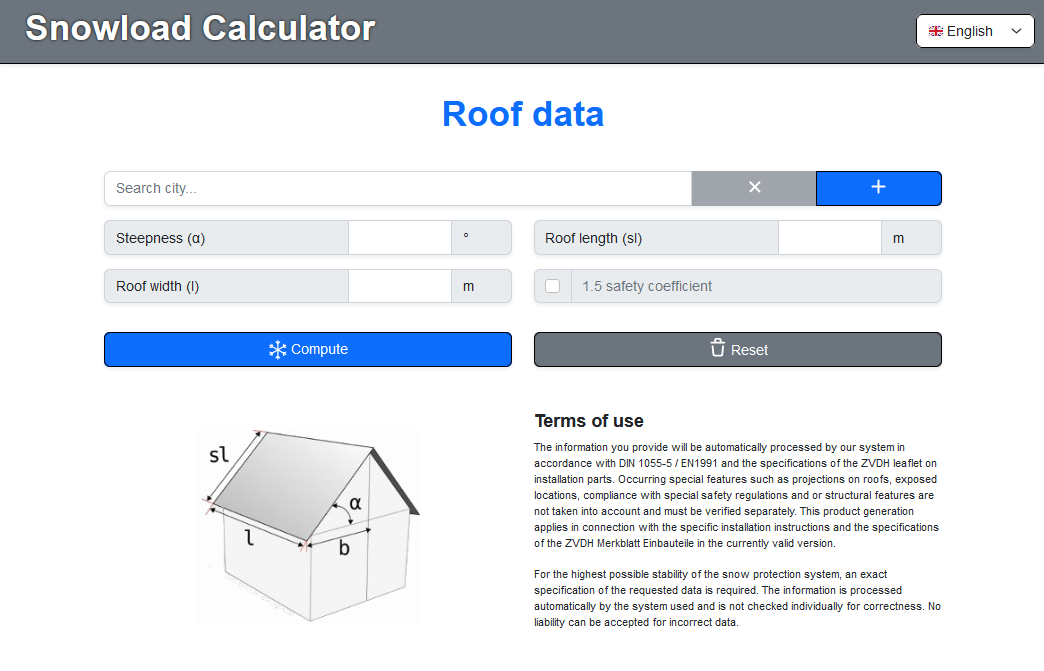 Snowload Calculator
English
Roof data
Search city...
Steepness (α)
°
Roof length (sl)
m
Roof width (l)
m
1.5 safety coefficient
Compute
Reset
sl
α
l
b
Terms of use
The information you provide will be automatically processed by our system in
accordance with DIN 1055-5 / EN1991 and the specifications of the ZVDH leaflet on
installation parts. Occurring special features such as projections on roofs, exposed
locations, compliance with special safety regulations and or structural features are
not taken into account and must be verified separately. This product generation
applies in connection with the specific installation instructions and the specifications
of the ZVDH Merkblatt Einbauteile in the currently valid version.
For the highest possible stability of the snow protection system, an exact
specification of the requested data is required. The information is processed
automatically by the system used and is not checked individually for correctness. No
liability can be accepted for incorrect data.